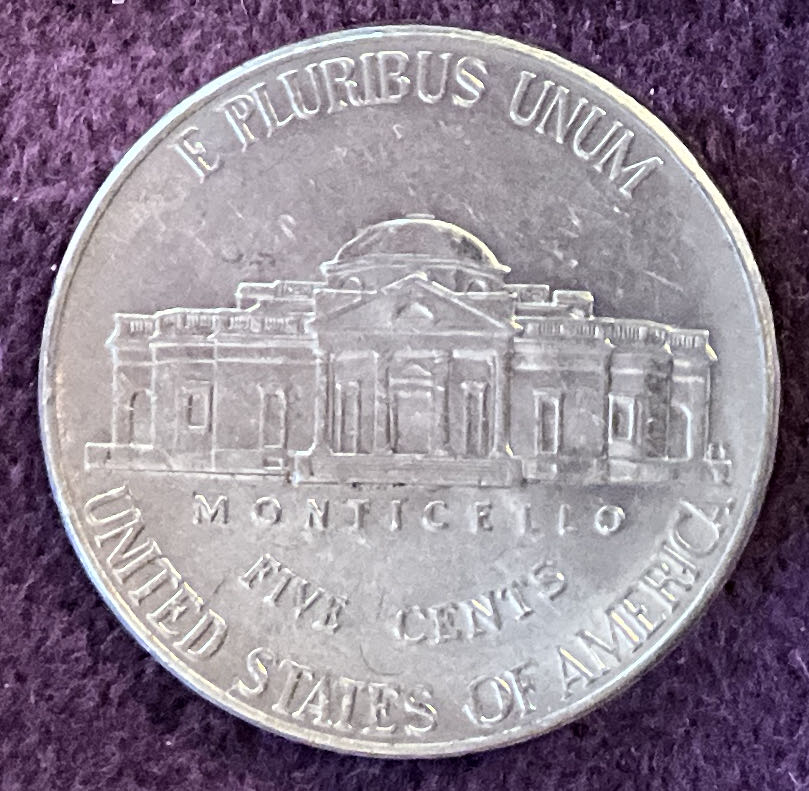 E PLURIBUS UNUM
MONTICELLO
FIVE CENTS
UNITED STATES OF AMERICA